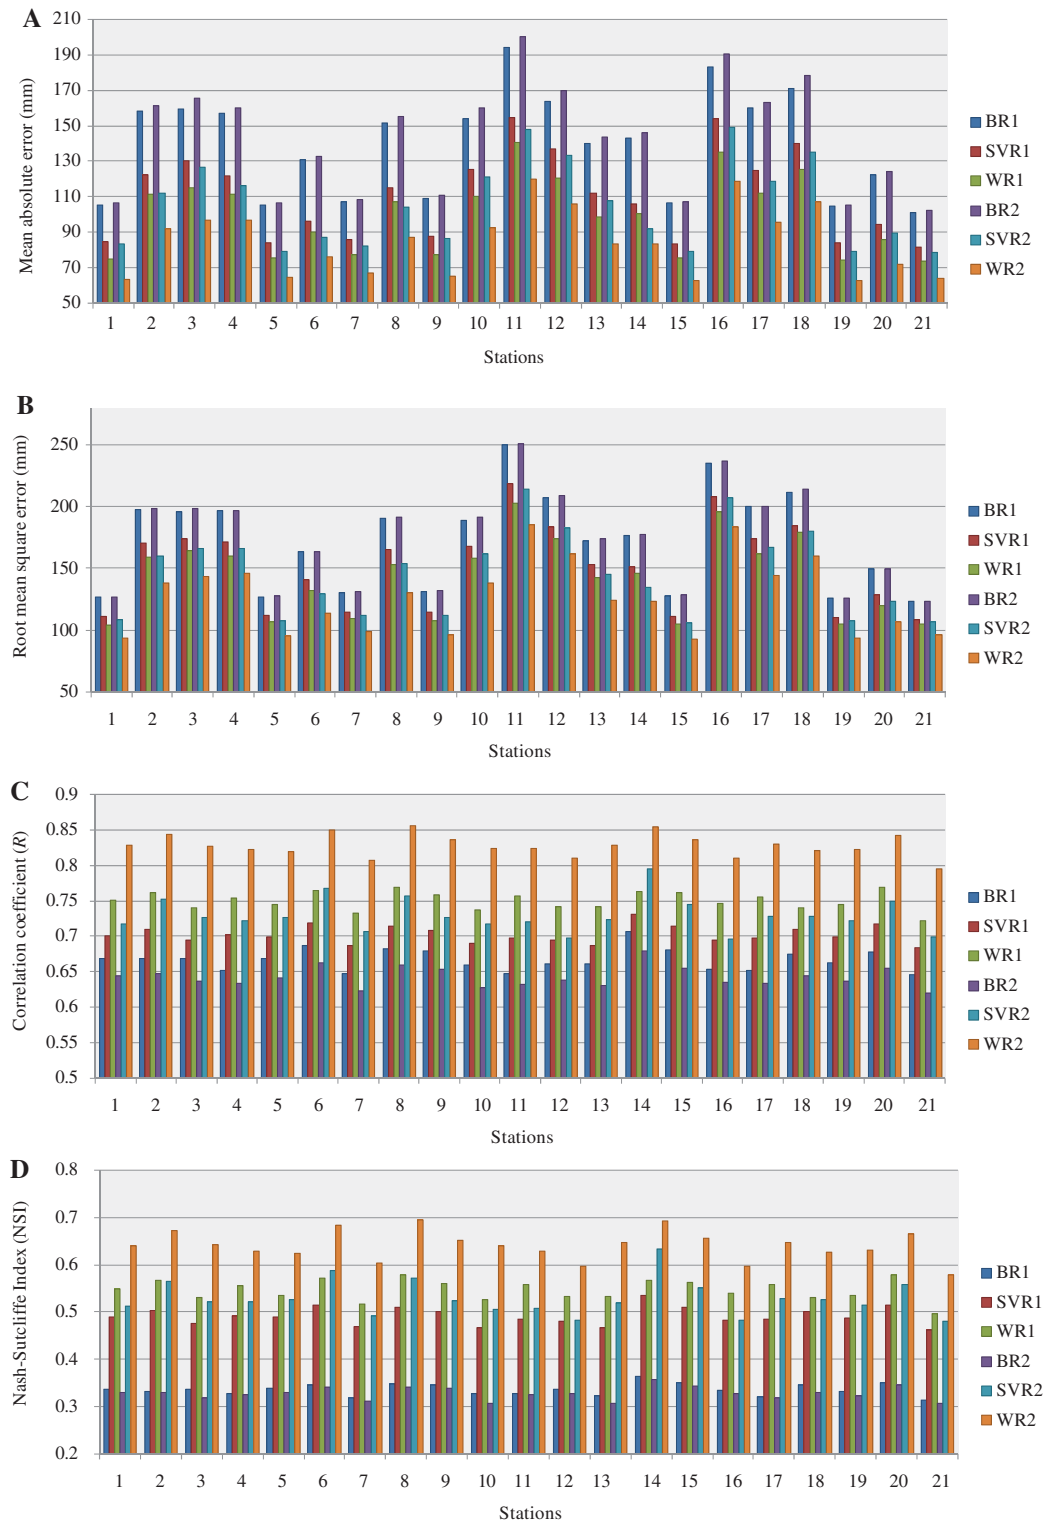 A
Mean absolute error (mm)
210
190
170
150
130
110
90
70
50
1 2 3 4 5 6 7 8 9 10 11 12 13 14 15 16 17 18 19 20 21
Stations
BR1
SVR1
WR1
BR2
SVR2
WR2
B
Root mean square error (mm)
250
200
150
100
50
1 2 3 4 5 6 7 8 9 10 11 12 13 14 15 16 17 18 19 20 21
Stations
BR1
SVR1
WR1
BR2
SVR2
WR2
C
Correlation coefficient (R)
0.9
0.85
0.8
0.75
0.7
0.65
0.6
0.55
0.5
1 2 3 4 5 6 7 8 9 10 11 12 13 14 15 16 17 18 19 20 21
Stations
BR1
SVR1
WR1
BR2
SVR2
WR2
D
Nash-Sutcliffe Index (NSI)
0.8
0.7
0.6
0.5
0.4
0.3
0.2
1 2 3 4 5 6 7 8 9 10 11 12 13 14 15 16 17 18 19 20 21
Stations
BR1
SVR1
WR1
BR2
SVR2
WR2